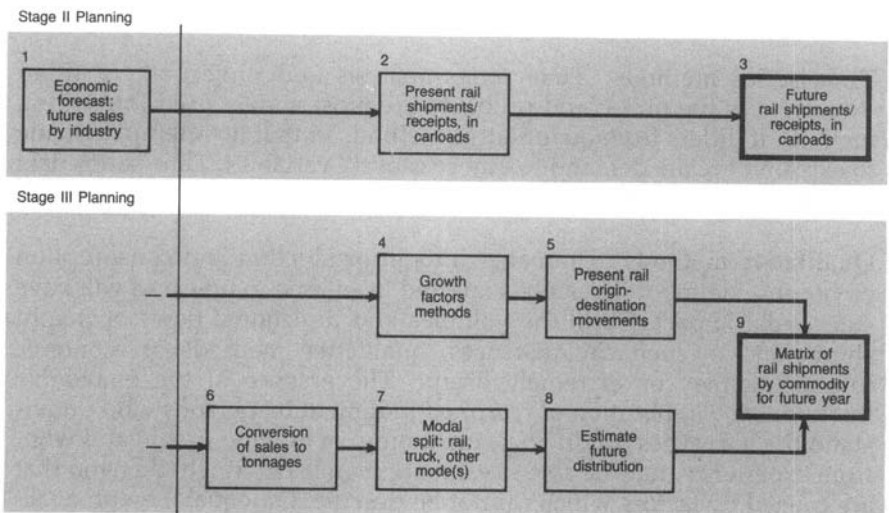 Stage II Planning
1
Economic
forecast:
future sales
by industry
2
Present rail
shipments/
receipts, in
carloads
3
Future
rail shipments/
receipts, in
carloads
Stage III Planning
4
Growth
factors
methods
5
Present rail
origin-
destination
movements
9
Matrix of
rail shipments
by commodity
for future year
6
Conversion
of sales to
tonnages
7
Modal
split: rail,
truck, other
mode(s)
8
Estimate
future
distribution